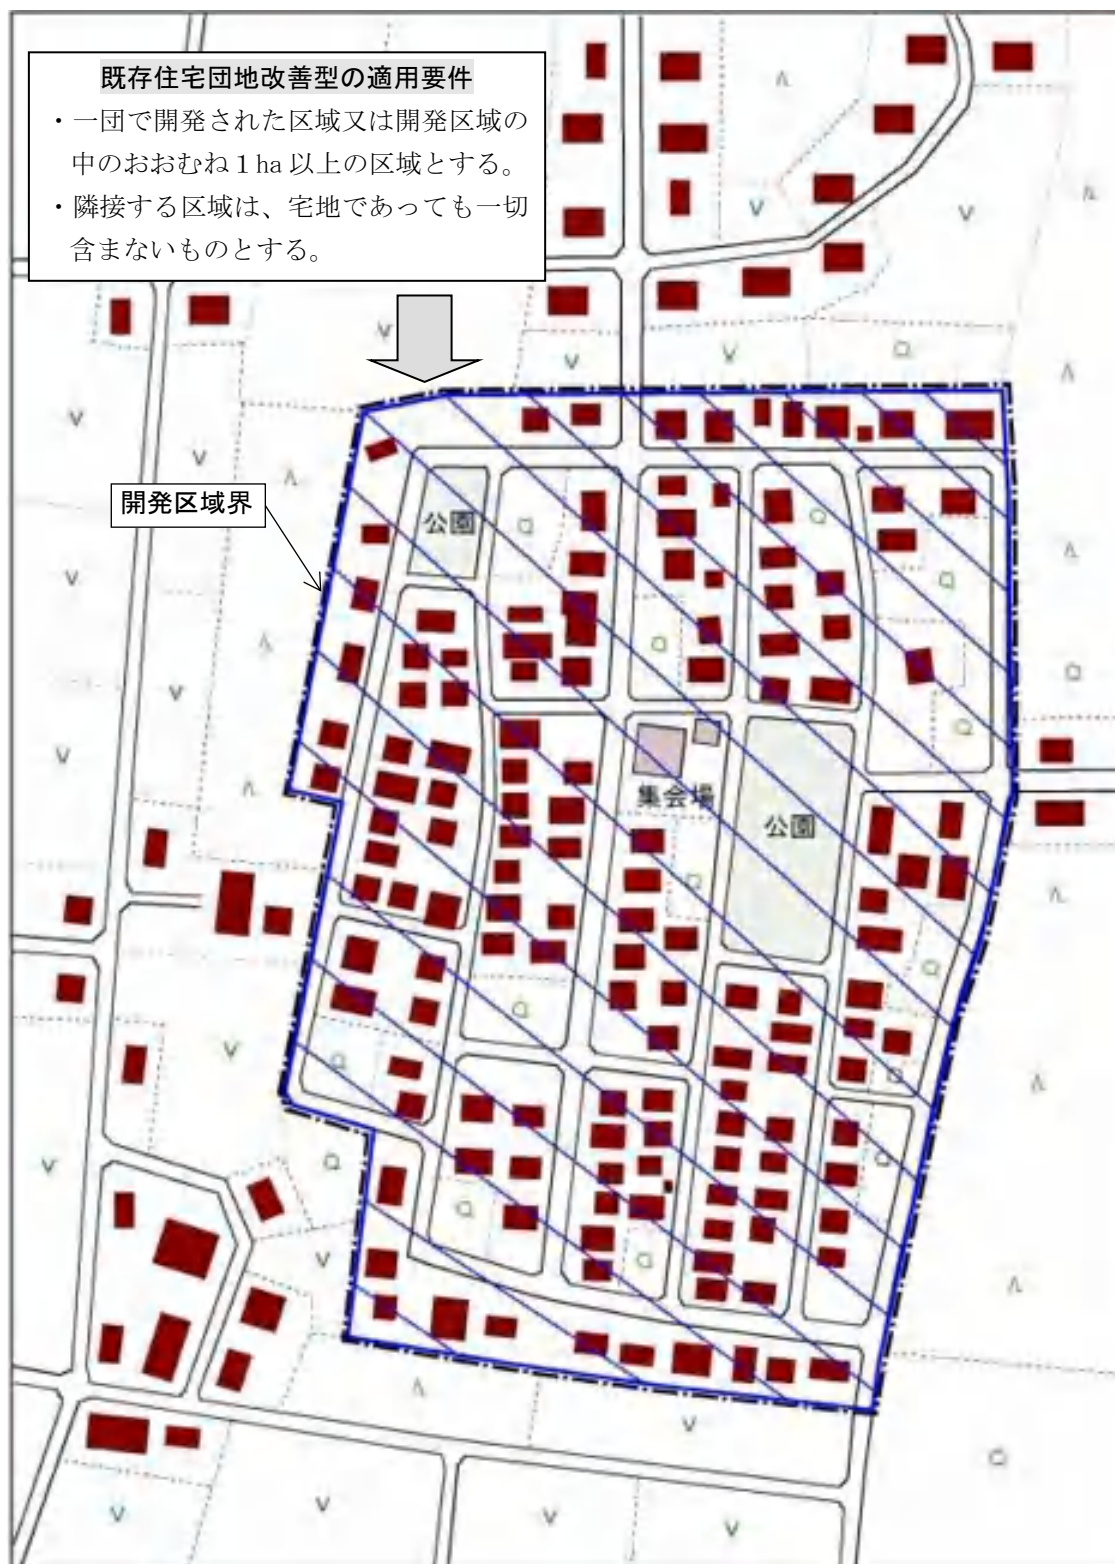 既存住宅団地改善型の適用要件
・一団で開発された区域又は開発区域の
中のおおむね１ha 以上の区域とする。
・隣接する区域は、宅地であっても一切
含まないものとする。
開発区域界
公園
集会場
公園